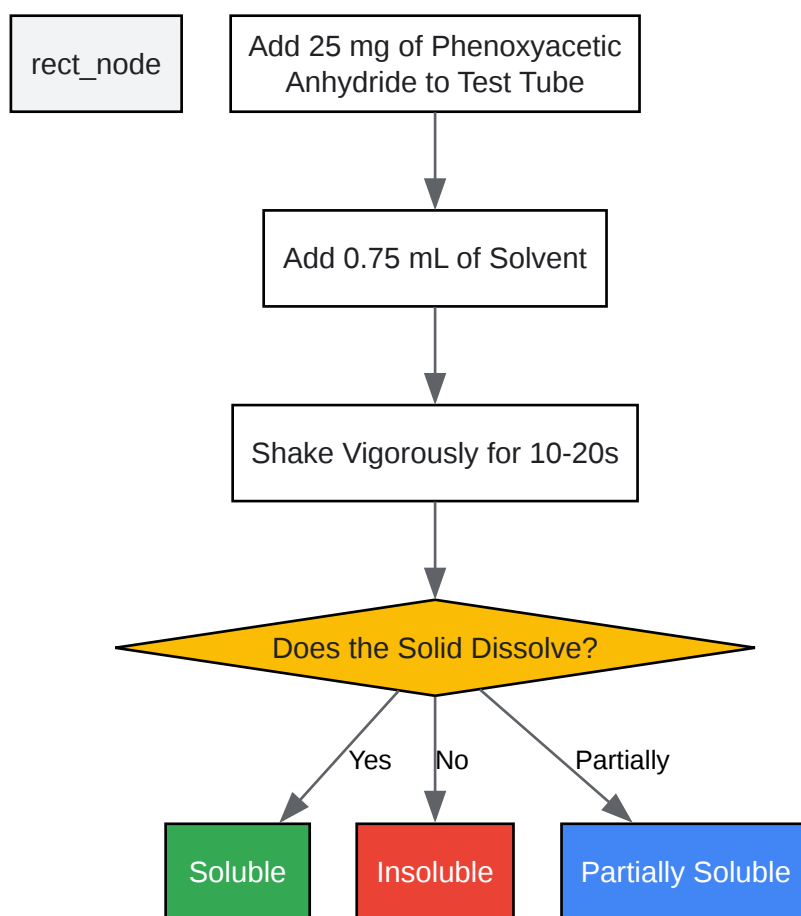 rect_node
Add 25 mg of Phenoxyacetic
Anhydride to Test Tube
Add 0.75 mL of Solvent
Shake Vigorously for 10-20s
Does the Solid Dissolve?
Yes
No
Partially
Soluble
Insoluble
Partially Soluble